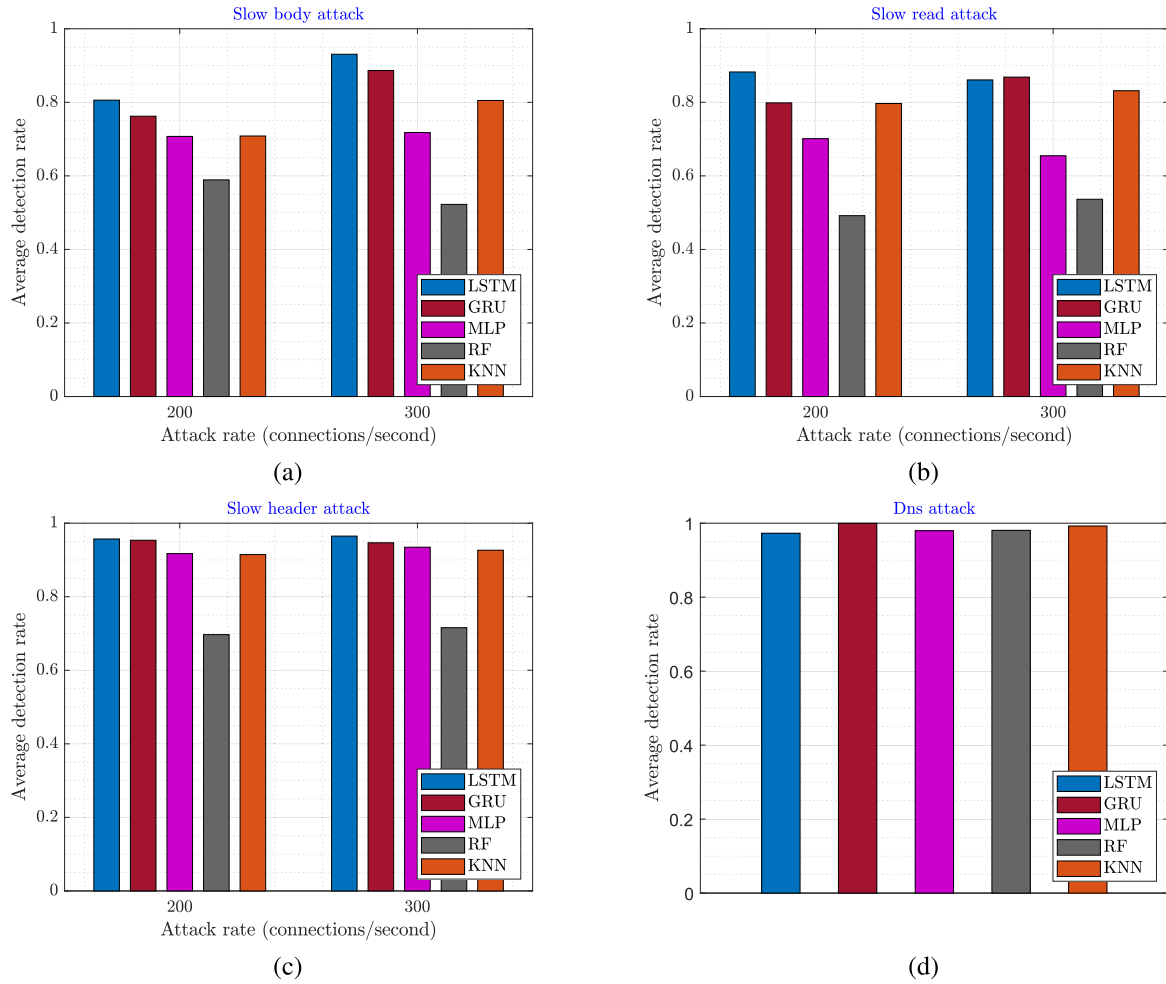 Slow body attack
1
0.8
0.6
0.4
0.2
0
Average detection rate
200
300
Attack rate (connections/second)
LSTM
GRU
MLP
RF
KNN
(a)
Slow read attack
1
0.8
0.6
0.4
0.2
0
Average detection rate
200
300
Attack rate (connections/second)
LSTM
GRU
MLP
RF
KNN
(b)
Slow header attack
1
0.8
0.6
0.4
0.2
0
Average detection rate
200
300
Attack rate (connections/second)
LSTM
GRU
MLP
RF
KNN
(c)
Dns attack
1
0.8
0.6
0.4
0.2
0
Average detection rate
LSTM
GRU
MLP
RF
KNN
(d)